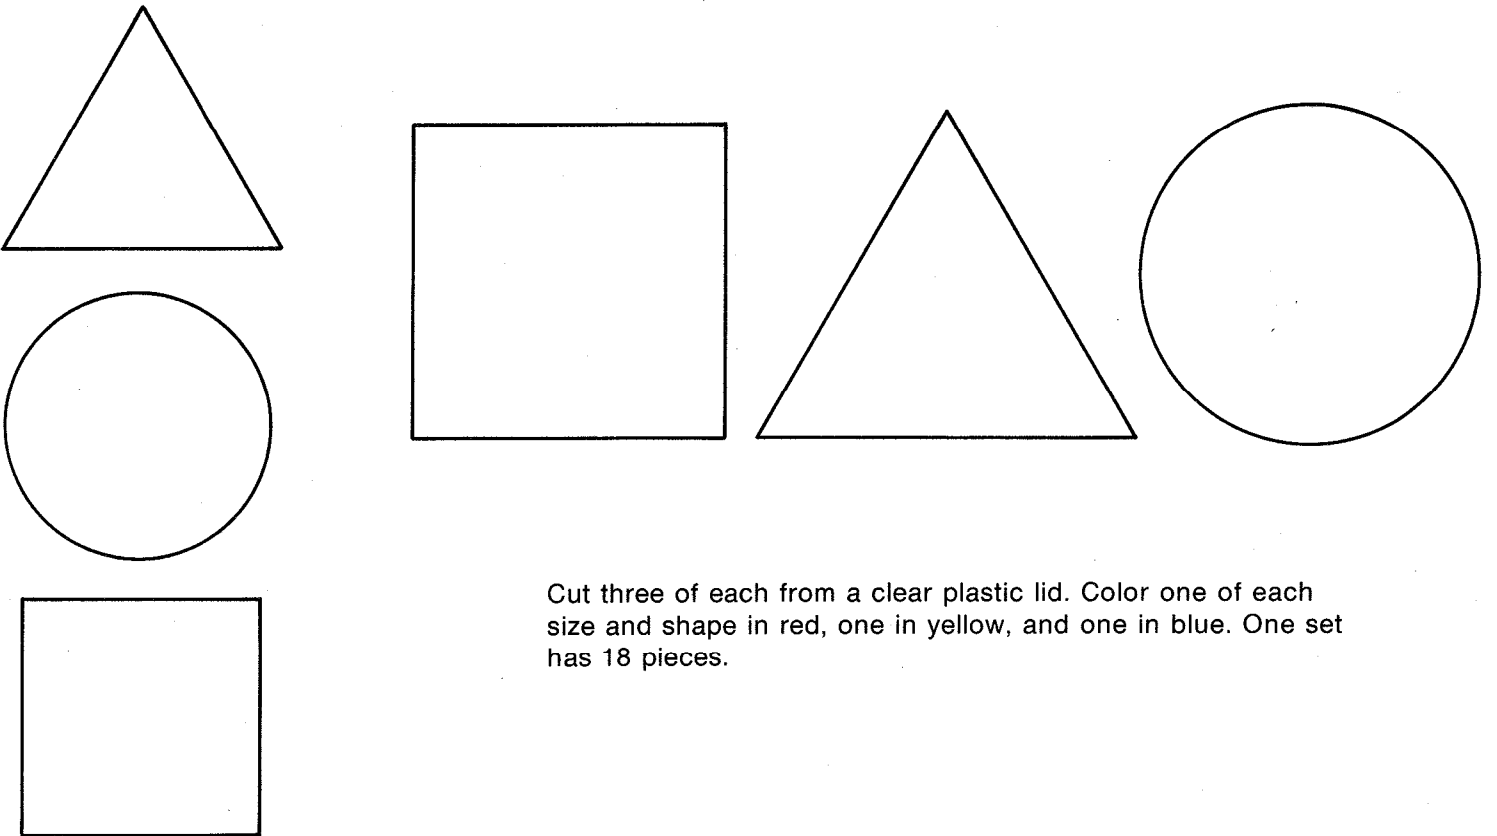 Cut three of each from a clear plastic lid. Color one of each
size and shape in red, one in yellow, and one in blue. One set
has 18 pieces.